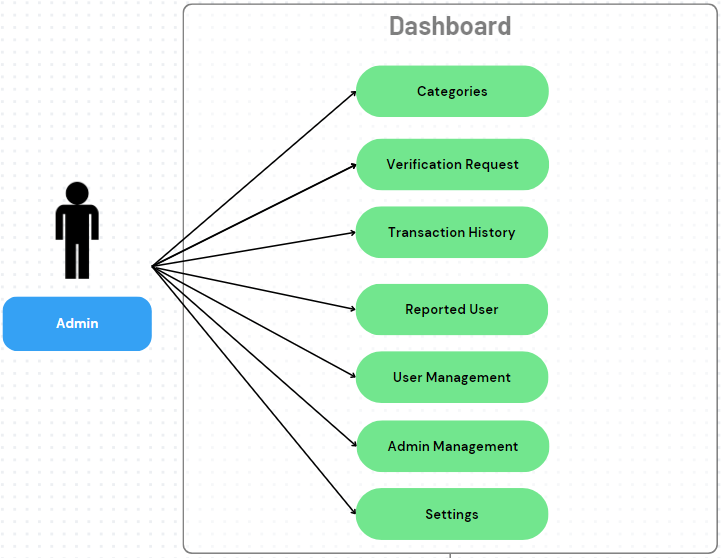 Dashboard
Categories
Verification Request
Transaction History
Reported User
Admin
User Management
Admin Management
Settings